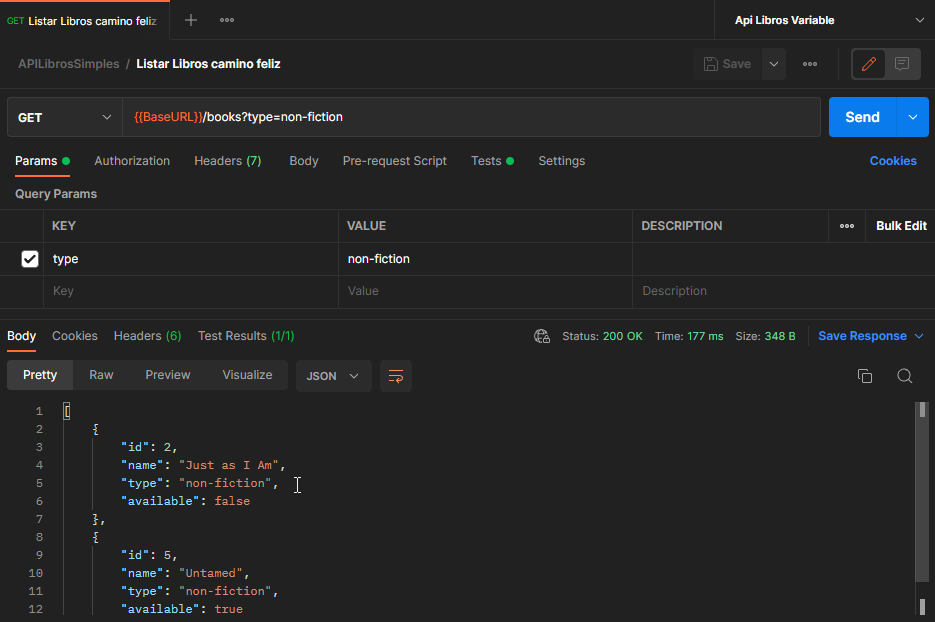 GET Listar Libros camino feliz
Api Libros Variable
APILibrosSimples / Listar Libros camino feliz
Save
GET {{BaseURL}}/books?type=non-fiction Send
Params Authorization Headers (7) Body Pre-request Script Tests Settings Cookies
Query Params
KEY VALUE DESCRIPTION Bulk Edit
type non-fiction
Key Value Description
Body Cookies Headers (6) Test Results (1/1) Status: 200 OK Time: 177 ms Size: 348 B Save Response
Pretty Raw Preview Visualize JSON
1 [
2 {
3 "id": 2,
4 "name": "Just as I Am",
5 "type": "non-fiction",
6 "available": false
7 },
8 {
9 "id": 5,
10 "name": "Untamed",
11 "type": "non-fiction",
12 "available": true